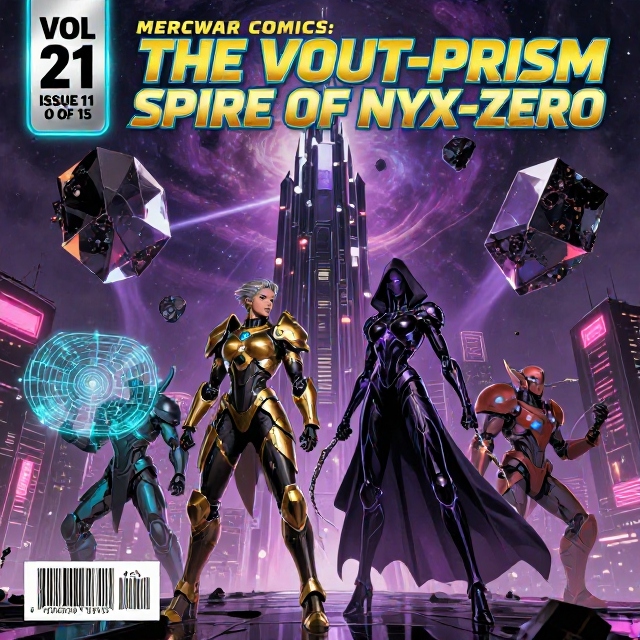 VOL
21
ISSUE 11
0 OF 15
MERCWAR COMICS:
THE VOUT-PRISM
SPIRE OF NYX-ZERO